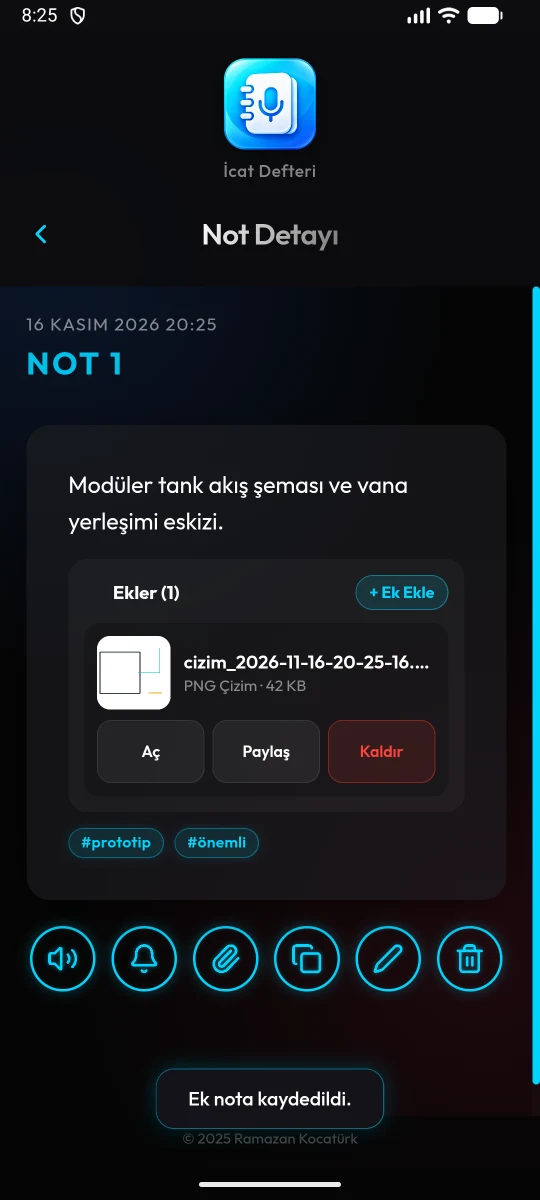 8:25
İcat Defteri
Not Detayı
16 KASIM 2026 20:25
NOT 1
Modüler tank akış şeması ve vana
yerleşimi eskizi.
Ekler (1)
+ Ek Ekle
cizim_2026-11-16-20-25-16....
PNG Çizim · 42 KB
Aç
Paylaş
Kaldır
#prototip
#önemli
Ek nota kaydedildi.
© 2025 Ramazan Kocatürk